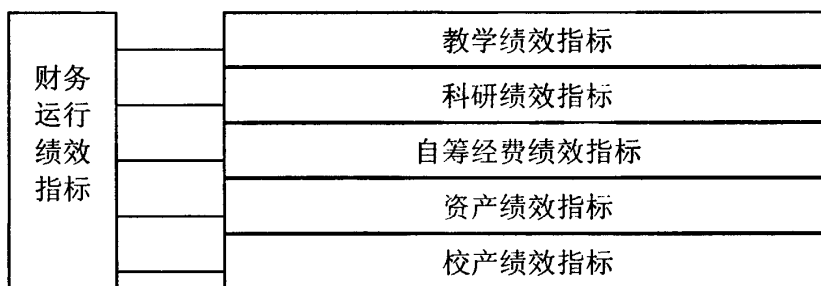 财务
运行
绩效
指标
教学绩效指标
科研绩效指标
自筹经费绩效指标
资产绩效指标
校产绩效指标